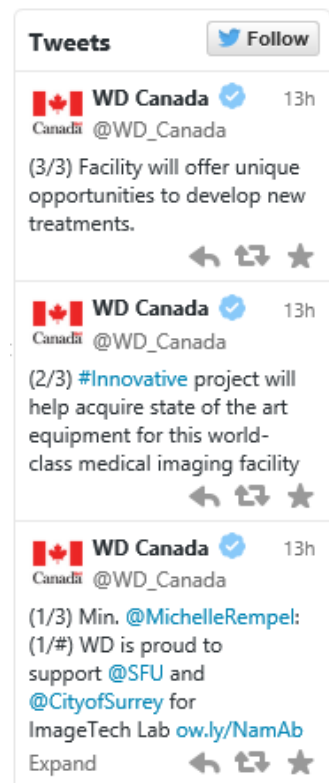 Tweets
Follow
WD Canada 13h
Canada @WD_Canada
(3/3) Facility will offer unique
opportunities to develop new
treatments.
WD Canada 13h
Canada @WD_Canada
(2/3) #Innovative project will
help acquire state of the art
equipment for this world-
class medical imaging facility
WD Canada 13h
Canada @WD_Canada
(1/3) Min. @MichelleRempel:
(1/#) WD is proud to
support @SFU and
@CityofSurrey for
ImageTech Lab ow.ly/NamAb
Expand